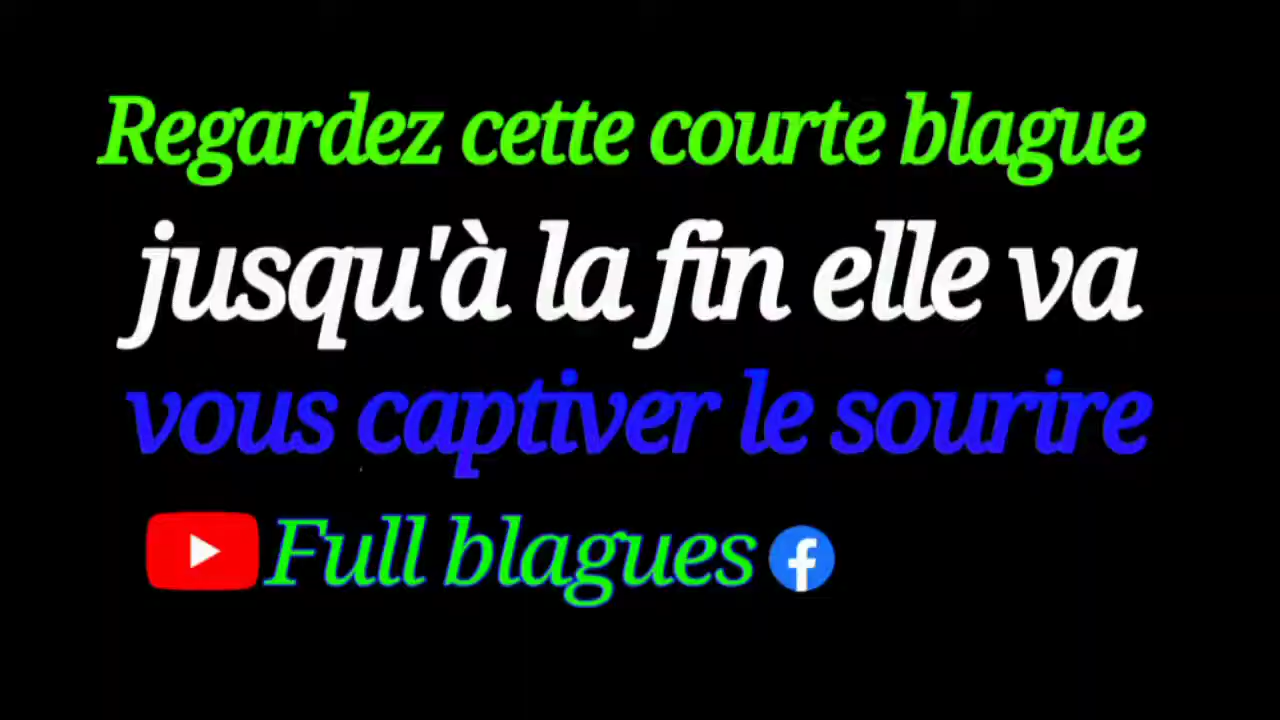 Regardez cette courte blague
jusqu'à la fin elle va
vous captiver le sourire
Full blagues